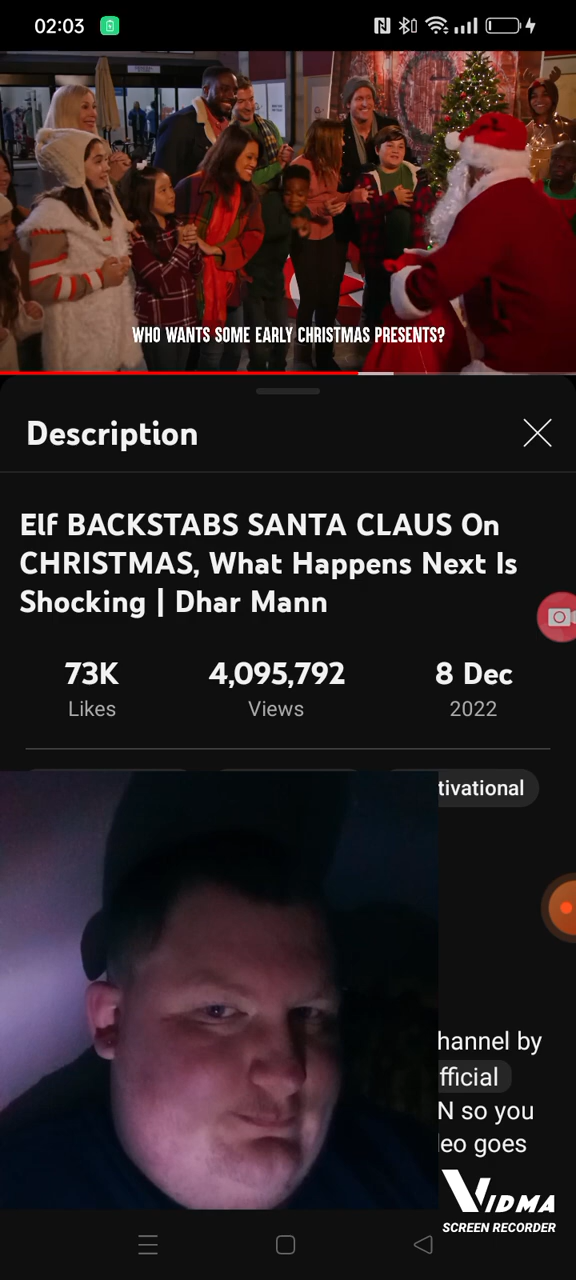 02:03
WHO WANTS SOME EARLY CHRISTMAS PRESENTS?
Description
Elf BACKSTABS SANTA CLAUS On
CHRISTMAS, What Happens Next Is
Shocking | Dhar Mann
73K
4,095,792
8 Dec
Likes
Views
2022
tivational
hannel by
fficial
N so you
leo goes
VIDMA
SCREEN RECORDER